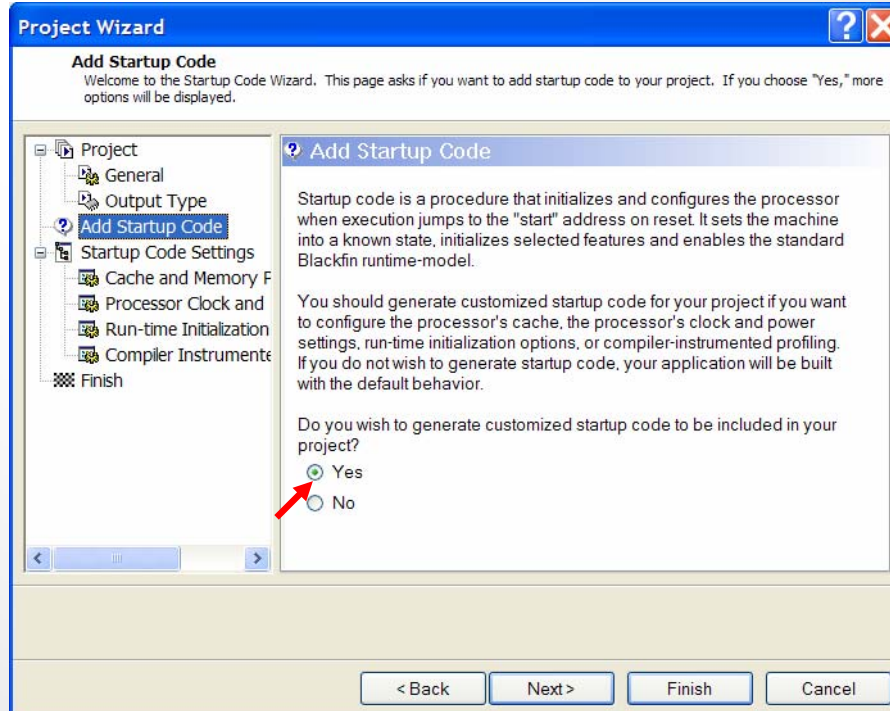 Project Wizard
?
Add Startup Code
Welcome to the Startup Code Wizard. This page asks if you want to add startup code to your project. If you choose "Yes," more
options will be displayed.
Project
General
Output Type
Add Startup Code
Startup Code Settings
Cache and Memory P
Processor Clock and
Run-time Initialization
Compiler Instrumente
Finish
Add Startup Code
Startup code is a procedure that initializes and configures the processor
when execution jumps to the "start" address on reset. It sets the machine
into a known state, initializes selected features and enables the standard
Blackfin runtime-model.
You should generate customized startup code for your project if you want
to configure the processor's cache, the processor's clock and power
settings, run-time initialization options, or compiler-instrumented profiling.
If you do not wish to generate startup code, your application will be built
with the default behavior.
Do you wish to generate customized startup code to be included in your
project?
Yes
No
< Back
Next >
Finish
Cancel